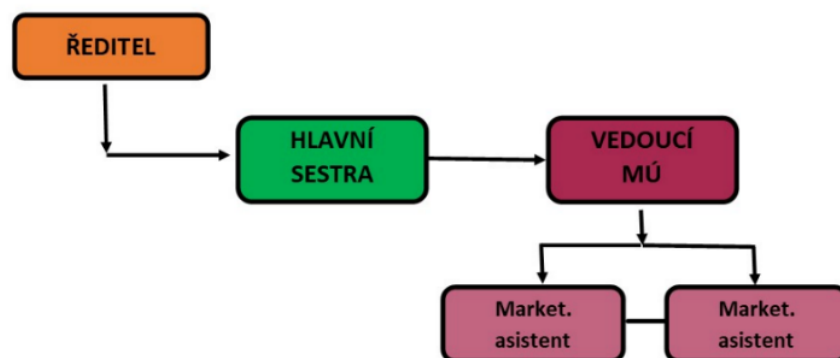 ŘEDITEL
HLAVNÍ
SESTRA
VEDOUCÍ
MÚ
Market.
asistent
Market.
asistent